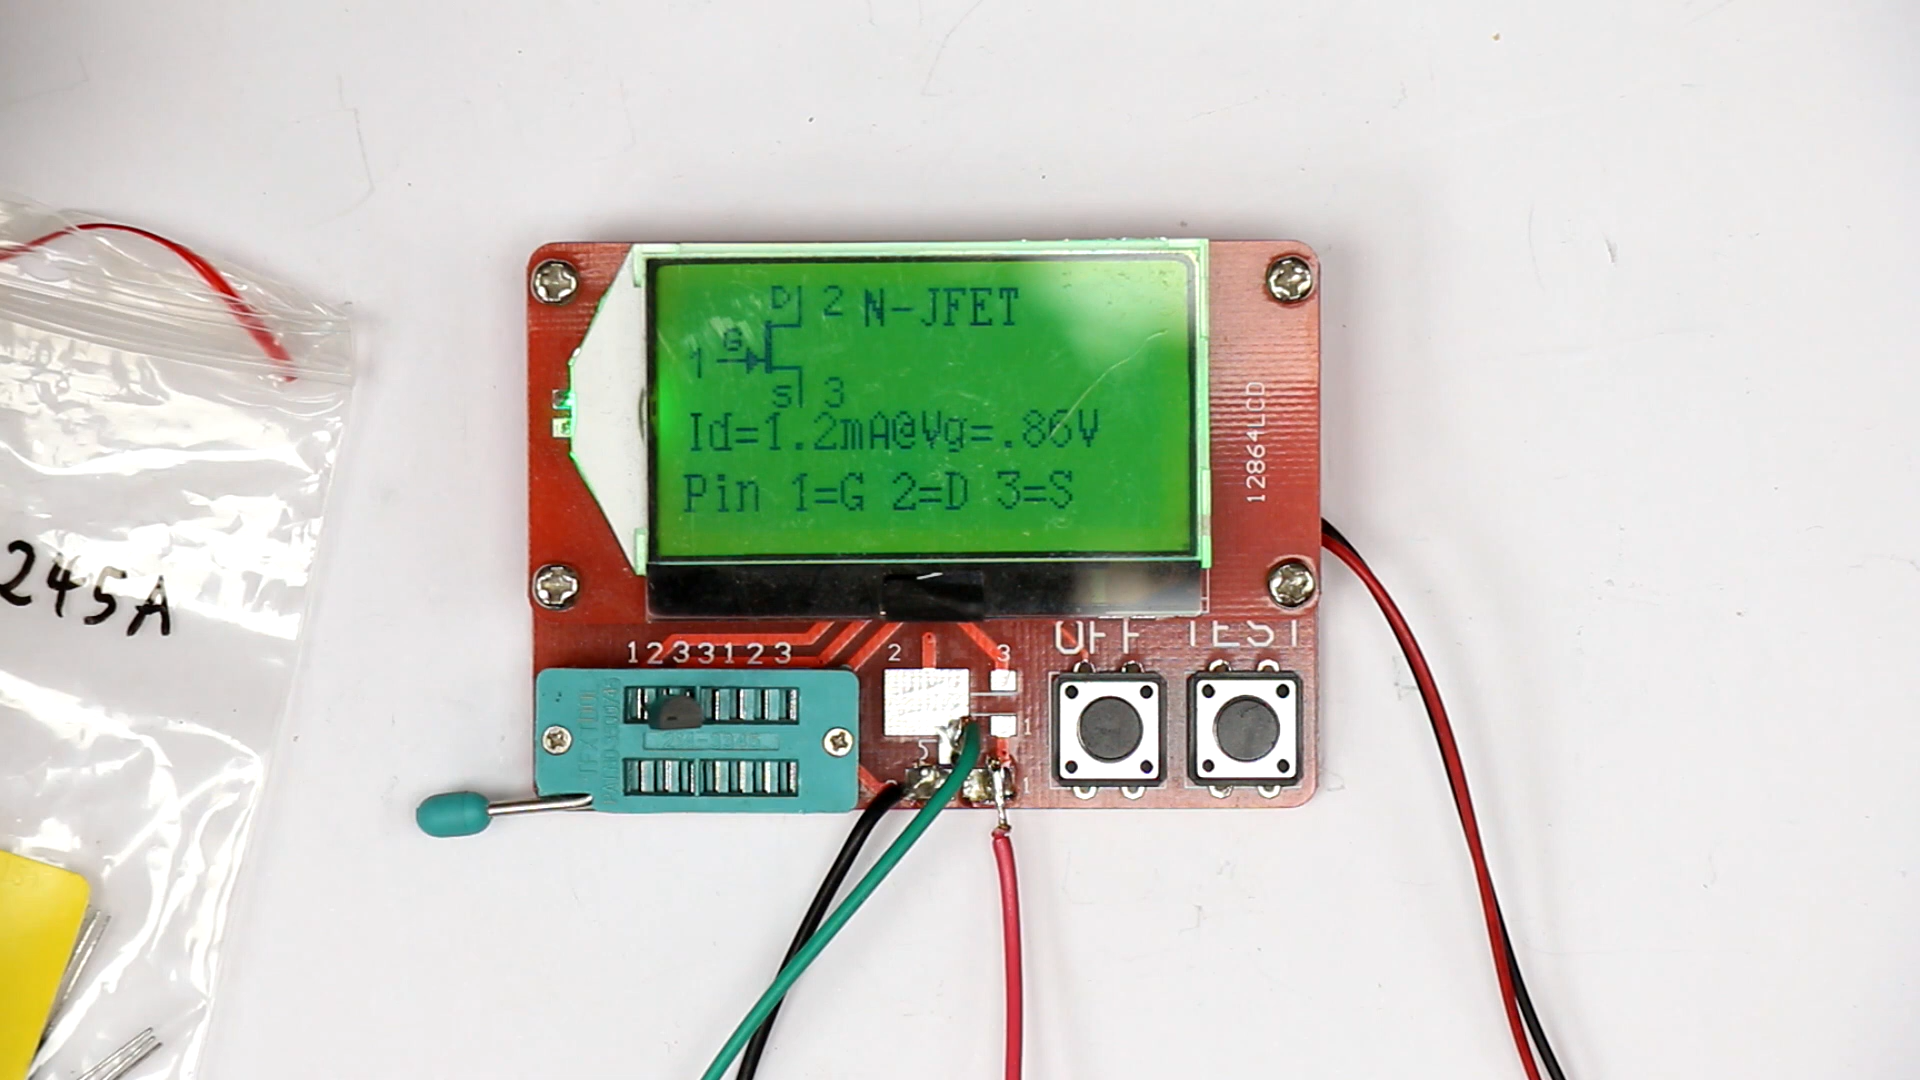 D 2 N-JFET
G
1
S 3
Id=1.2mA@Vg=.86V
Pin 1=G 2=D 3=S
12864LCD
245A
OFF TEST
1233123
2
3
1
1